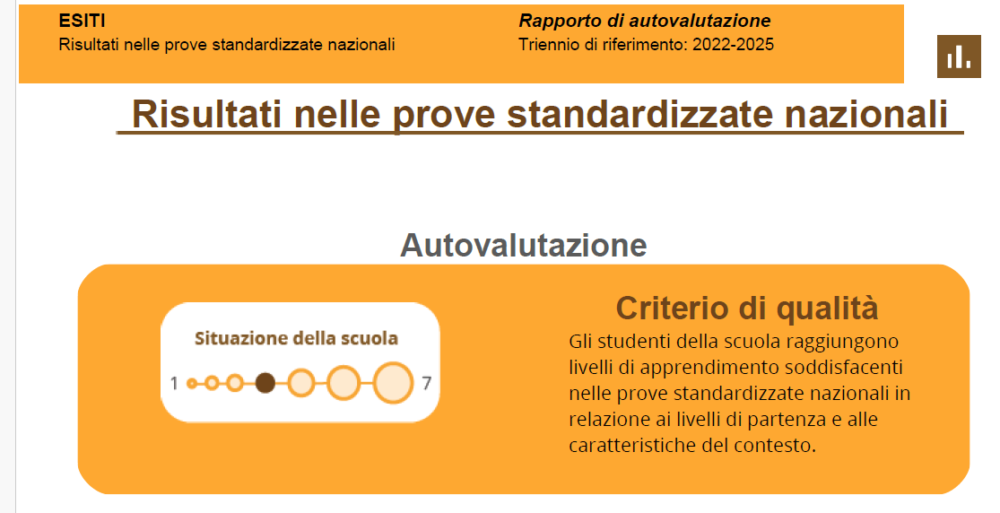 ESITI
Risultati nelle prove standardizzate nazionali
Rapporto di autovalutazione
Triennio di riferimento: 2022-2025
Risultati nelle prove standardizzate nazionali
Autovalutazione
Situazione della scuola
1 7
Criterio di qualità
Gli studenti della scuola raggiungono
livelli di apprendimento soddisfacenti
nelle prove standardizzate nazionali in
relazione ai livelli di partenza e alle
caratteristiche del contesto.